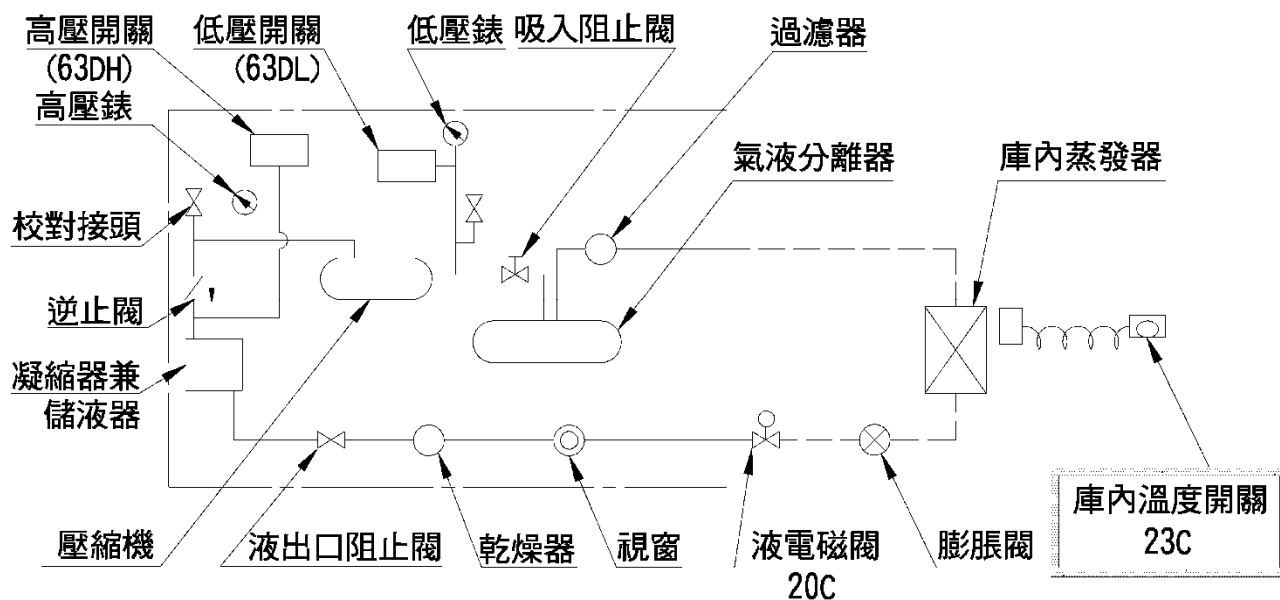 高壓開關
(63DH)
高壓錶
低壓開關
(63DL)
低壓錶
吸入阻止閥
過濾器
氣液分離器
庫內蒸發器
校對接頭
逆止閥
凝縮器兼
儲液器
壓縮機
液出口阻止閥
乾燥器
視窗
液電磁閥
20C
膨脹閥
庫內溫度開關
23C